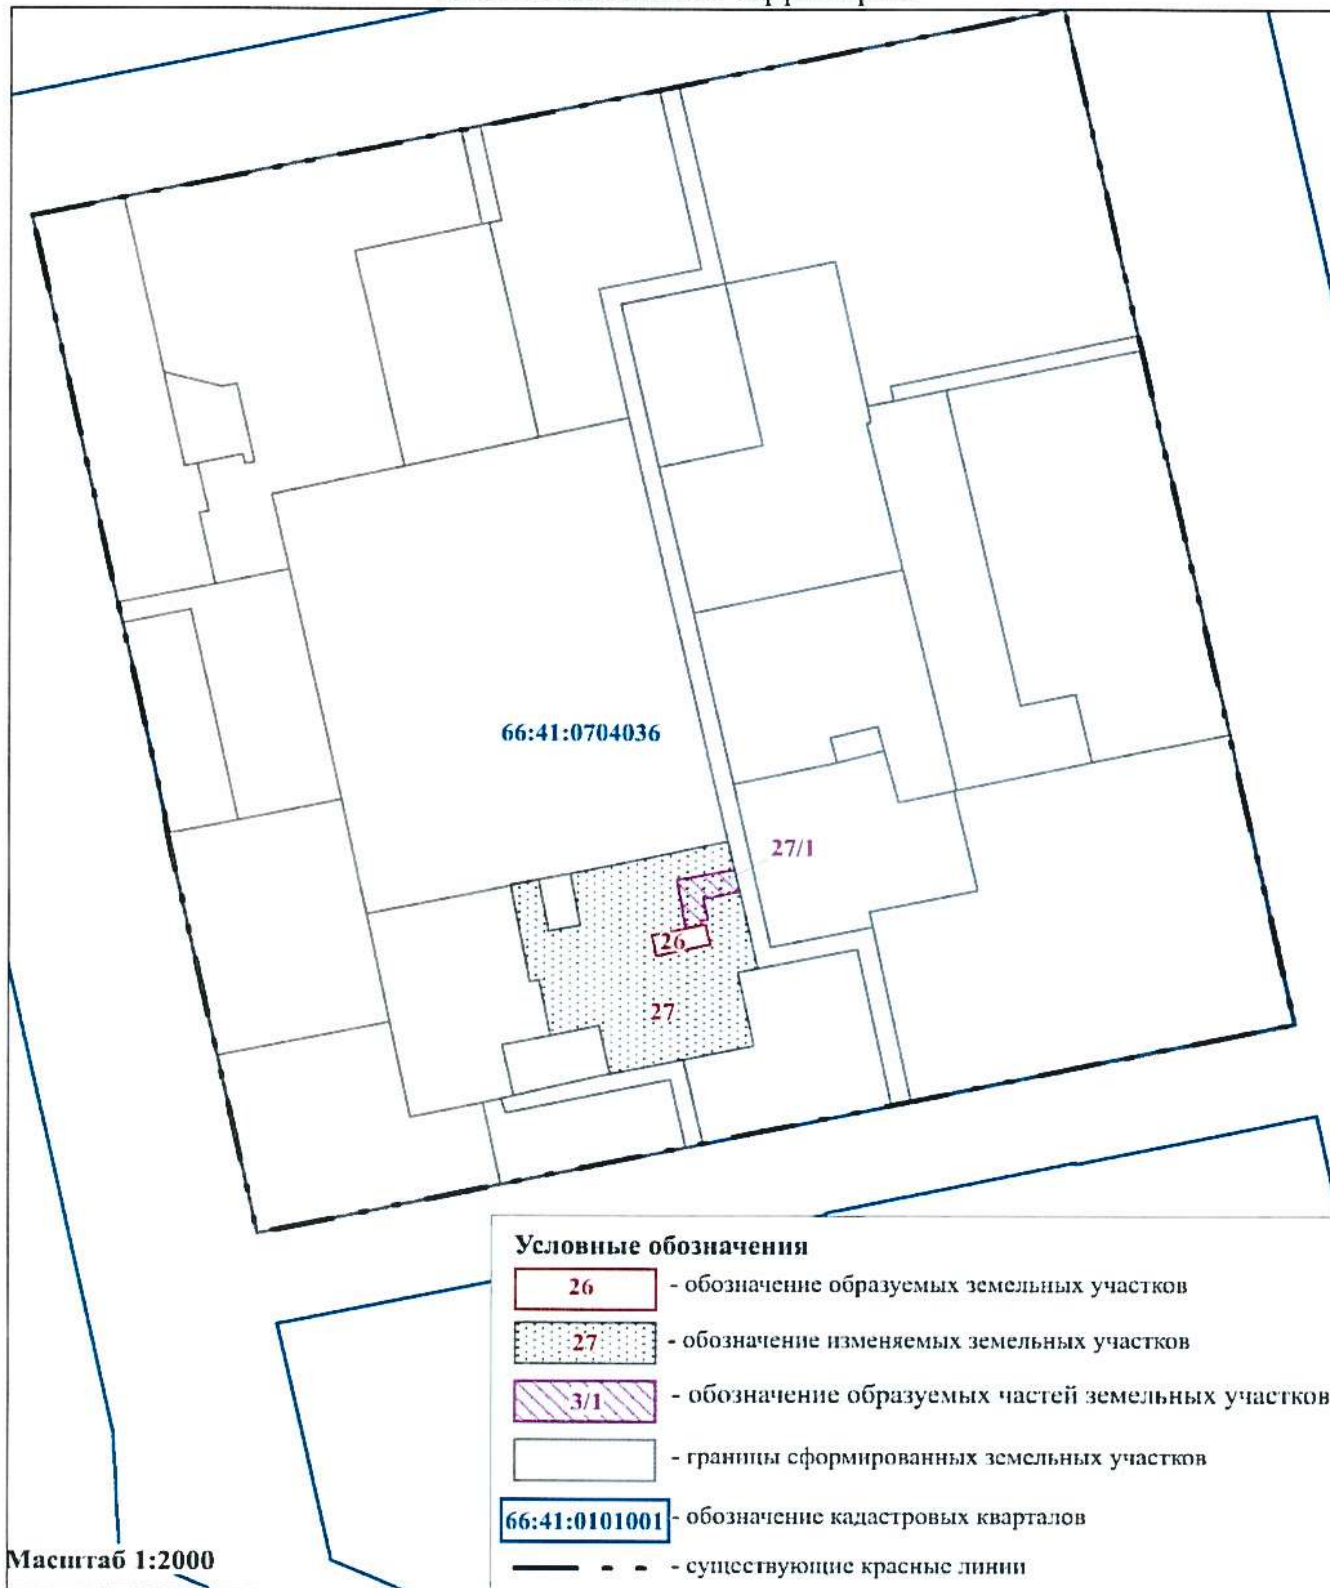 66:41:0704036
27/1
26
27
Условные обозначения
26 - обозначение образуемых земельных участков
27 - обозначение изменяемых земельных участков
3/1 - обозначение образуемых частей земельных участков
- границы сформированных земельных участков
66:41:0101001 - обозначение кадастровых кварталов
- существующие красные линии
Масштаб 1:2000